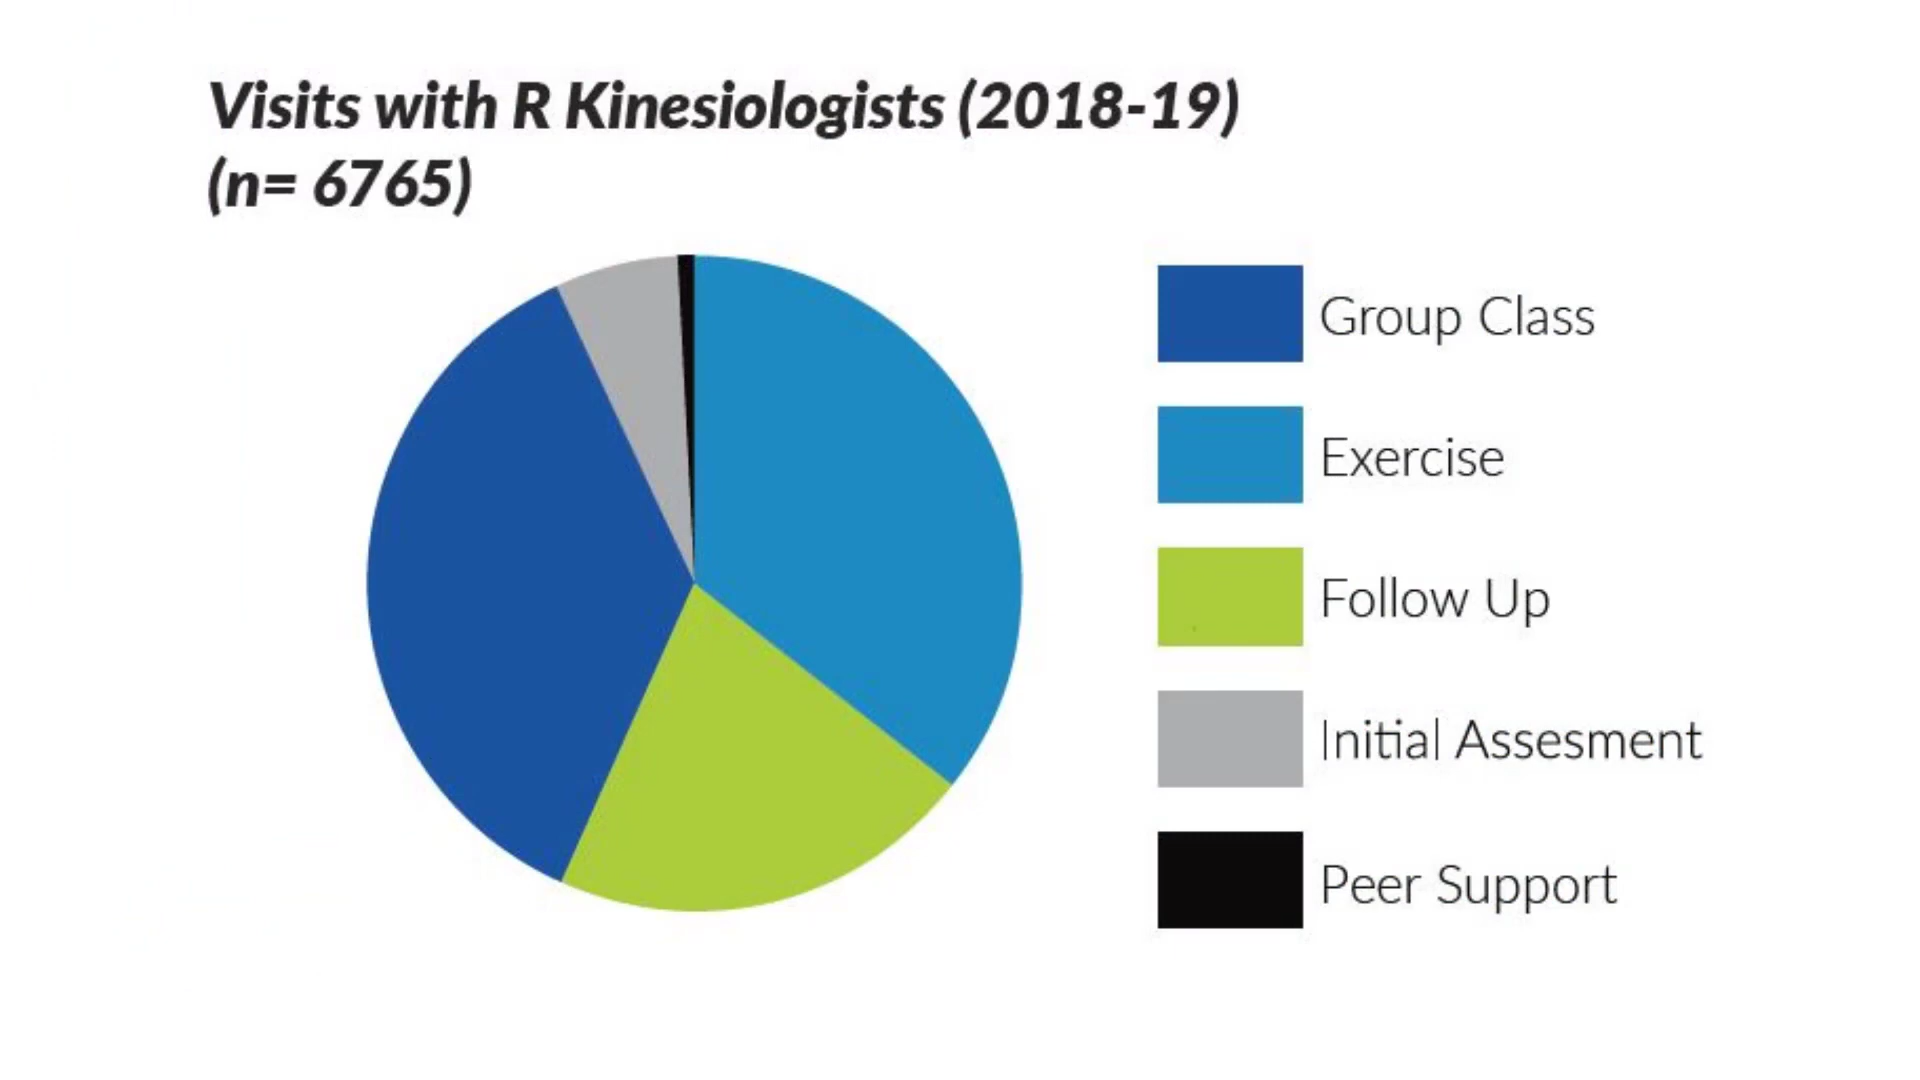 Visits with R Kinesiologists (2018-19)
(n= 6765)
Group Class
Exercise
Follow Up
Initial Assesment
Peer Support